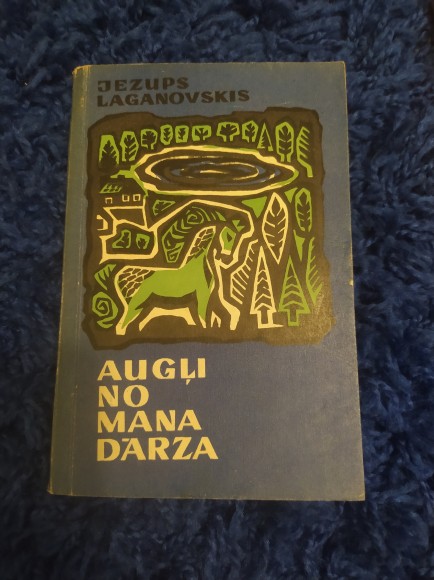 JEZUPS
LAGANOVSKIS
AUGĻI
NO
MANA
DĀRZA